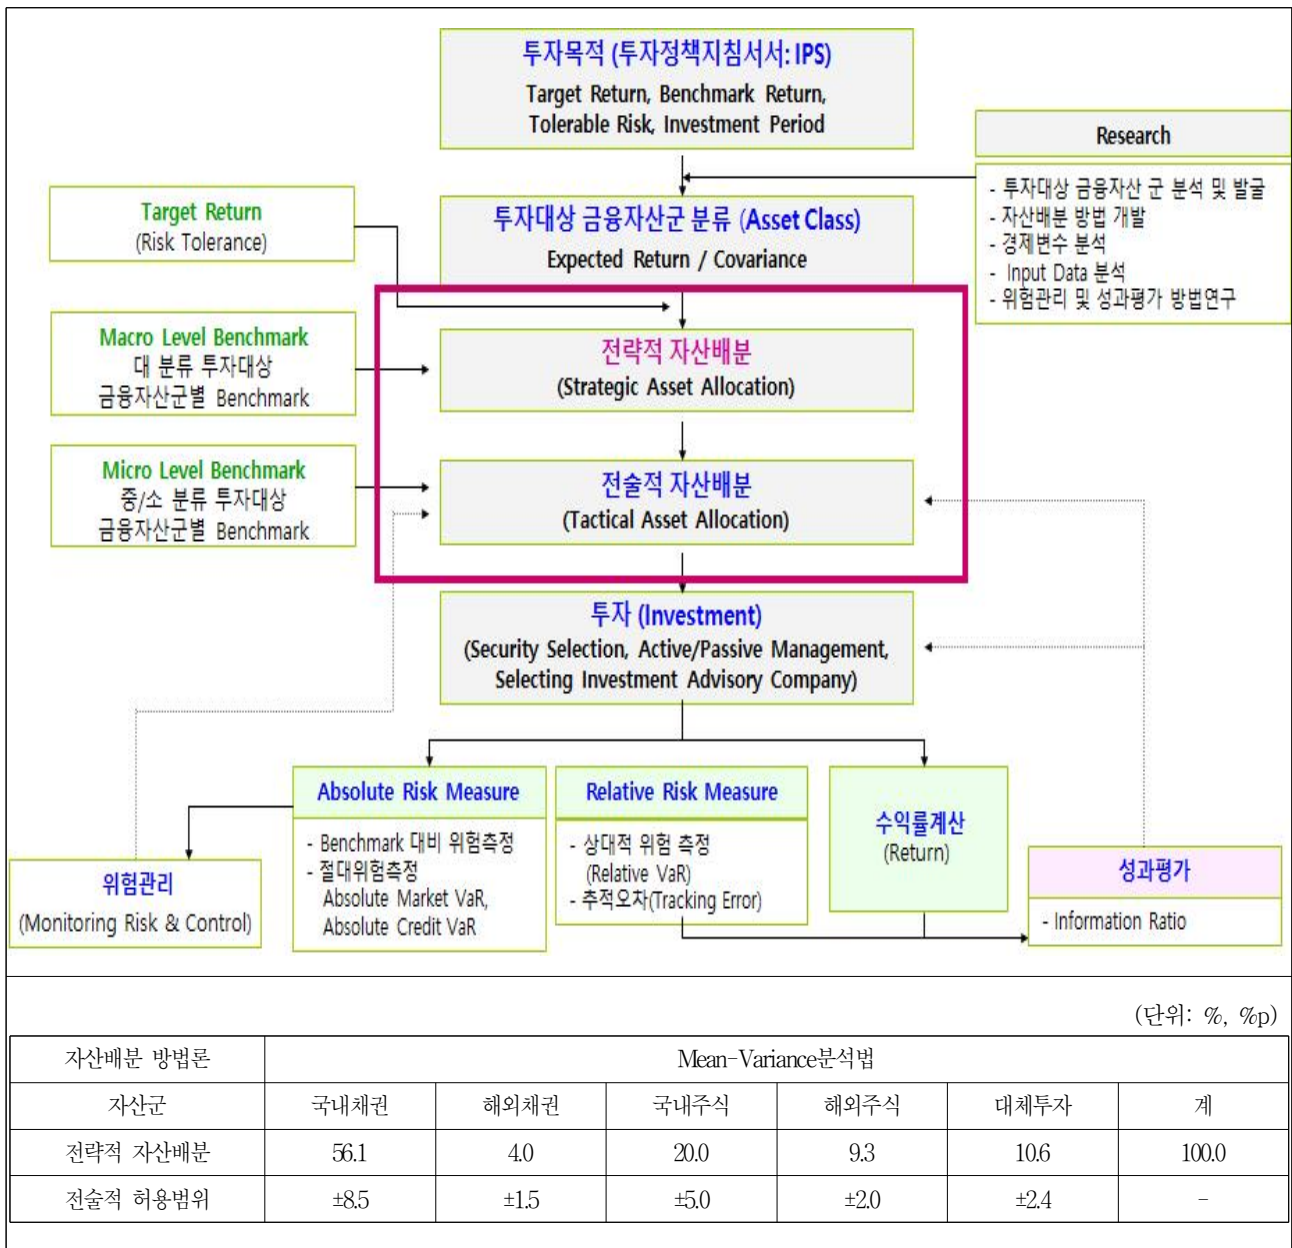 투자목적 (투자정책지침서서: IPS)
Target Return, Benchmark Return,
Tolerable Risk, Investment Period
Research
- 투자대상 금융자산 군 분석 및 발굴
- 자산배분 방법 개발
- 경제변수 분석
- Input Data 분석
- 위험관리 및 성과평가 방법연구
Target Return
(Risk Tolerance)
투자대상 금융자산군 분류 (Asset Class)
Expected Return / Covariance
Macro Level Benchmark
대 분류 투자대상
금융자산군별 Benchmark
전략적 자산배분
(Strategic Asset Allocation)
Micro Level Benchmark
중/소 분류 투자대상
금융자산군별 Benchmark
전술적 자산배분
(Tactical Asset Allocation)
투자 (Investment)
(Security Selection, Active/Passive Management,
Selecting Investment Advisory Company)
Absolute Risk Measure
- Benchmark 대비 위험측정
- 절대위험측정
Absolute Market VaR,
Absolute Credit VaR
Relative Risk Measure
- 상대적 위험 측정
(Relative VaR)
- 추적오차(Tracking Error)
수익률계산
(Return)
위험관리
(Monitoring Risk & Control)
성과평가
- Information Ratio
(단위: %, %p)
자산배분 방법론 Mean-Variance분석법
자산군 국내채권 해외채권 국내주식 해외주식 대체투자 계
전략적 자산배분 56.1 4.0 20.0 9.3 10.6 100.0
전술적 허용범위 ±8.5 ±1.5 ±5.0 ±2.0 ±2.4 -